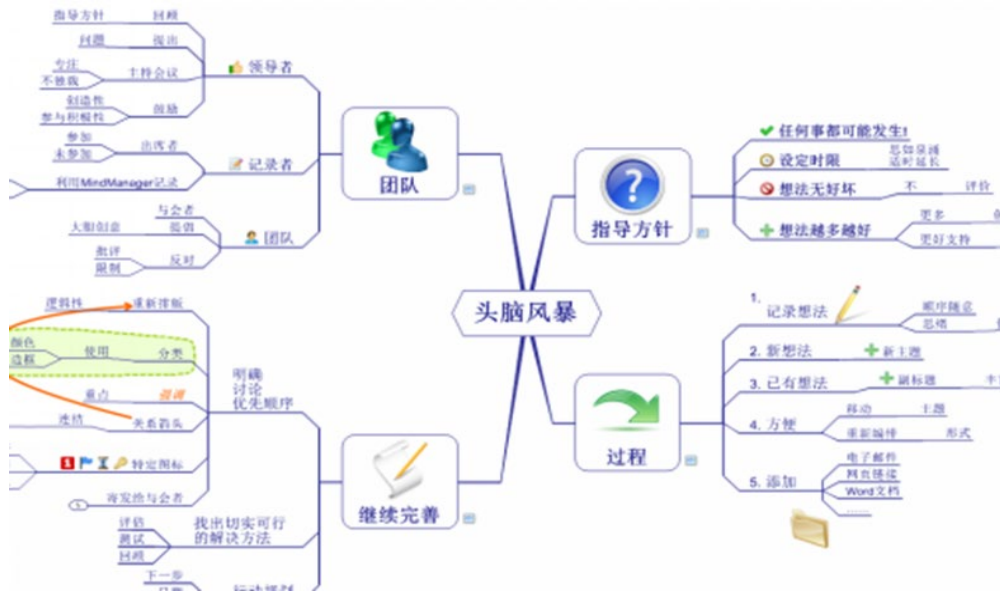 头脑风暴
团队
领导者
回顾
指导方针
提出
问题
主持会议
专注
不独裁
鼓励
创造性
参与积极性
记录者
出席者
参加
未参加
利用MindManager记录
团队
与会者
提倡
大胆创意
反对
批评
限制
指导方针
任何事都可能发生!
设定时限
思如泉涌
适时延长
想法无好坏
不
评价
想法越多越好
更多
更好支持
过程
1.
记录想法
顺序随意
思绪
2. 新想法
新主题
3. 已有想法
副标题
4. 方便
移动
主题
重新编排
形式
5. 添加
电子邮件
网页链接
Word文档
......
继续完善
明确
讨论
优先顺序
重新排版
逻辑性
分类
使用
颜色
边框
强调
重点
关系箭头
连结
特定图标
寄发给与会者
找出切实可行
的解决方法
评估
测试
回顾
行动规划
下一步